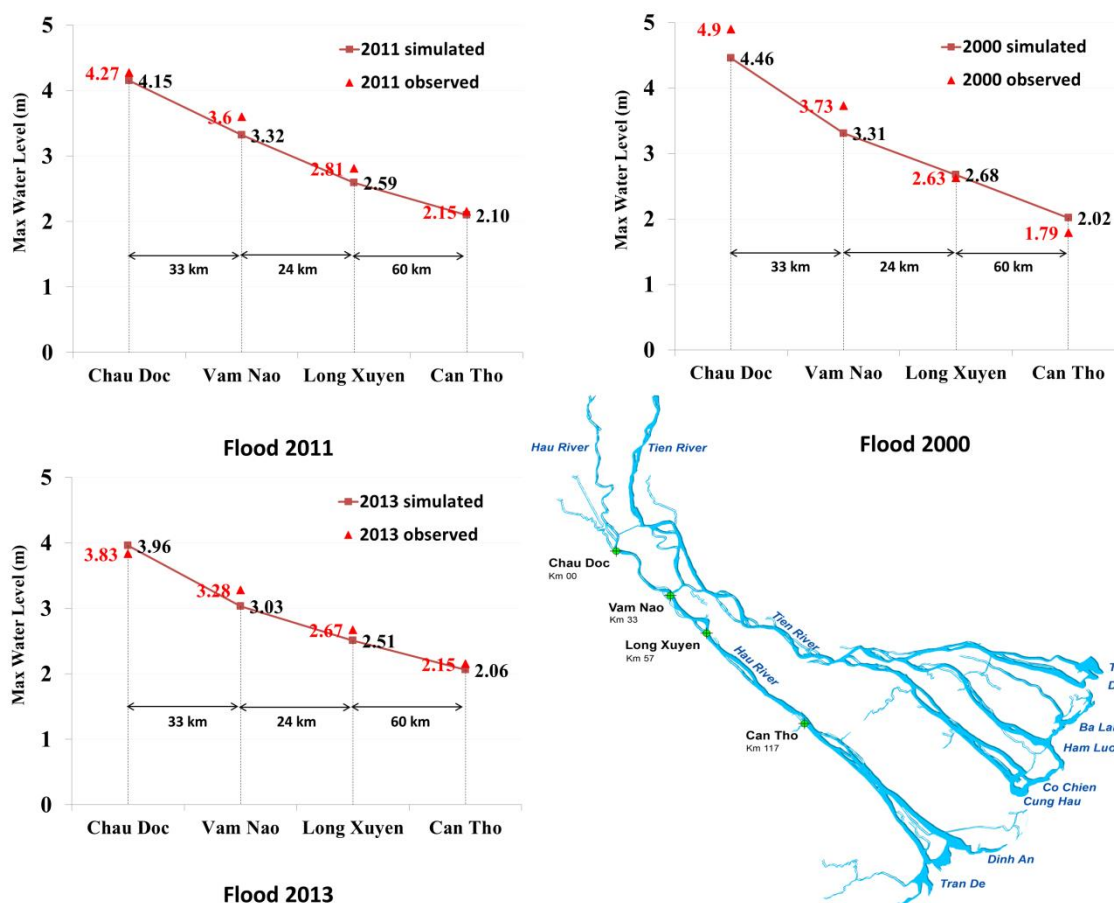 5
4
3
2
1
0
Max Water Level (m)
2011 simulated
2011 observed
4.27
4.15
3.6
3.32
2.81
2.59
2.15
2.10
33 km
24 km
60 km
Chau Doc
Vam Nao
Long Xuyen
Can Tho
Flood 2011
5
4
3
2
1
0
Max Water Level (m)
2000 simulated
2000 observed
4.9
4.46
3.73
3.31
2.63
2.68
1.79
2.02
33 km
24 km
60 km
Chau Doc
Vam Nao
Long Xuyen
Can Tho
Flood 2000
5
4
3
2
1
0
Max Water Level (m)
2013 simulated
2013 observed
3.83
3.96
3.28
3.03
2.67
2.51
2.15
2.06
33 km
24 km
60 km
Chau Doc
Vam Nao
Long Xuyen
Can Tho
Flood 2013
Hau River
Tien River
Chau Doc
Km 00
Vam Nao
Km 33
Long Xuyen
Km 57
Tien River
Hau River
Can Tho
Km 117
T
D
Ba Lai
Ham Luo
Co Chien
Cung Hau
Dinh An
Tran De